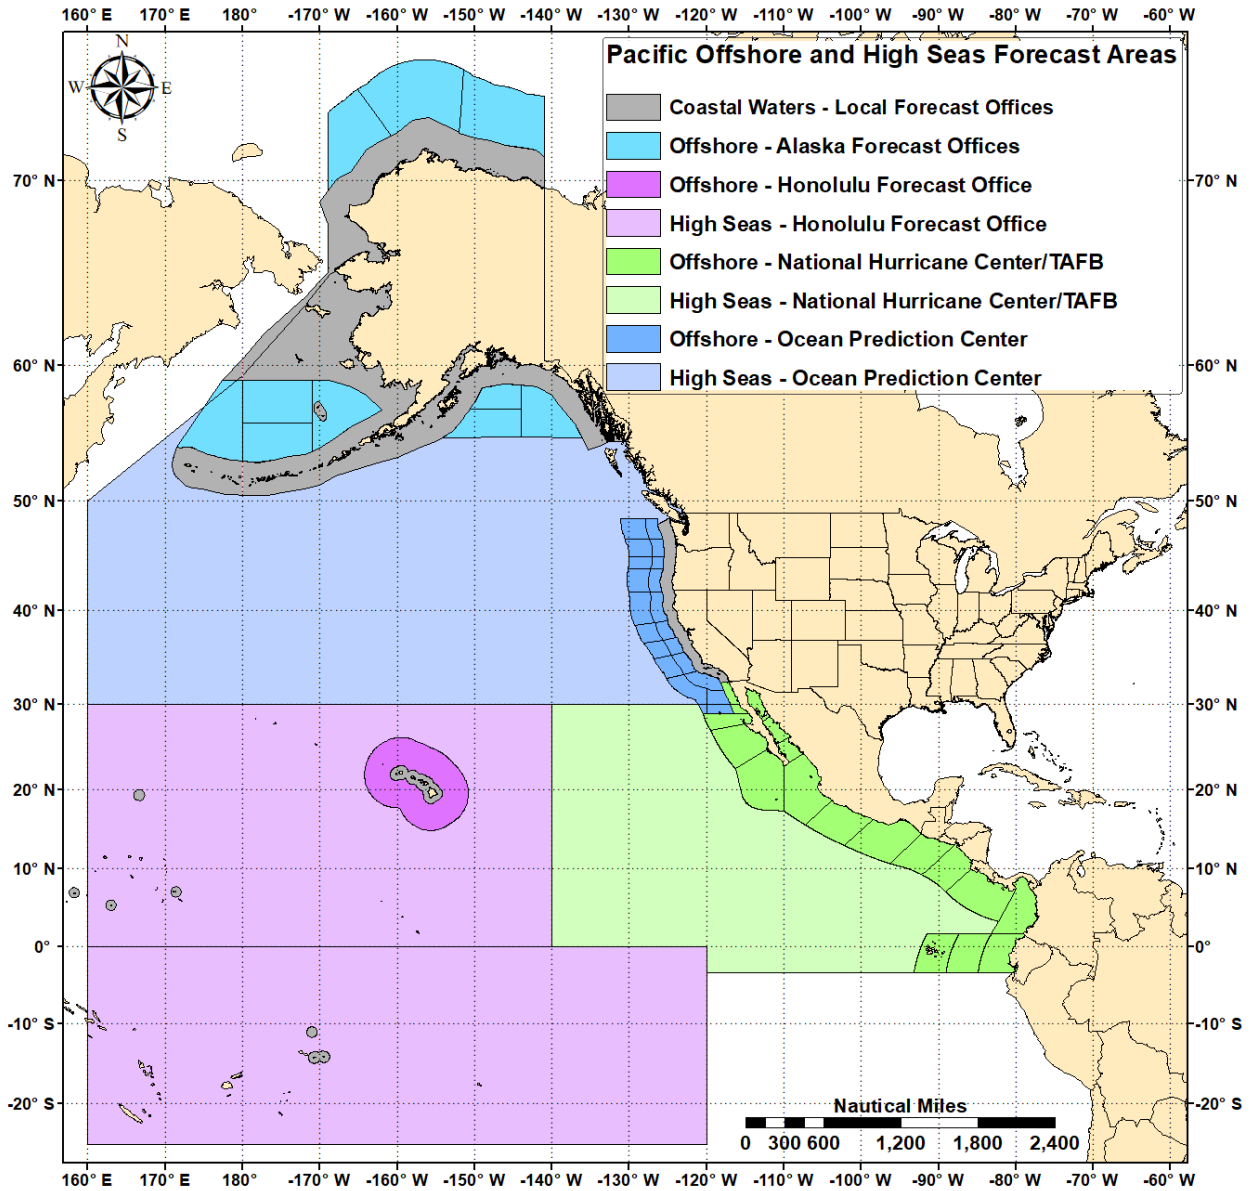 160° E 170° E 180° -170° W -160° W -150° W -140° W -130° W -120° W -110° W -100° W -90° W -80° W -70° W -60° W
N
W E
S
Pacific Offshore and High Seas Forecast Areas
Coastal Waters - Local Forecast Offices
Offshore - Alaska Forecast Offices
Offshore - Honolulu Forecast Office
High Seas - Honolulu Forecast Office
Offshore - National Hurricane Center/TAFB
High Seas - National Hurricane Center/TAFB
Offshore - Ocean Prediction Center
High Seas - Ocean Prediction Center
70° N 70° N
60° N 60° N
50° N 50° N
40° N 40° N
30° N 30° N
20° N 20° N
10° N 10° N
0° 0°
-10° S -10° S
-20° S -20° S
Nautical Miles
0 300 600 1,200 1,800 2,400
160° E 170° E 180° -170° W -160° W -150° W -140° W -130° W -120° W -110° W -100° W -90° W -80° W -70° W -60° W